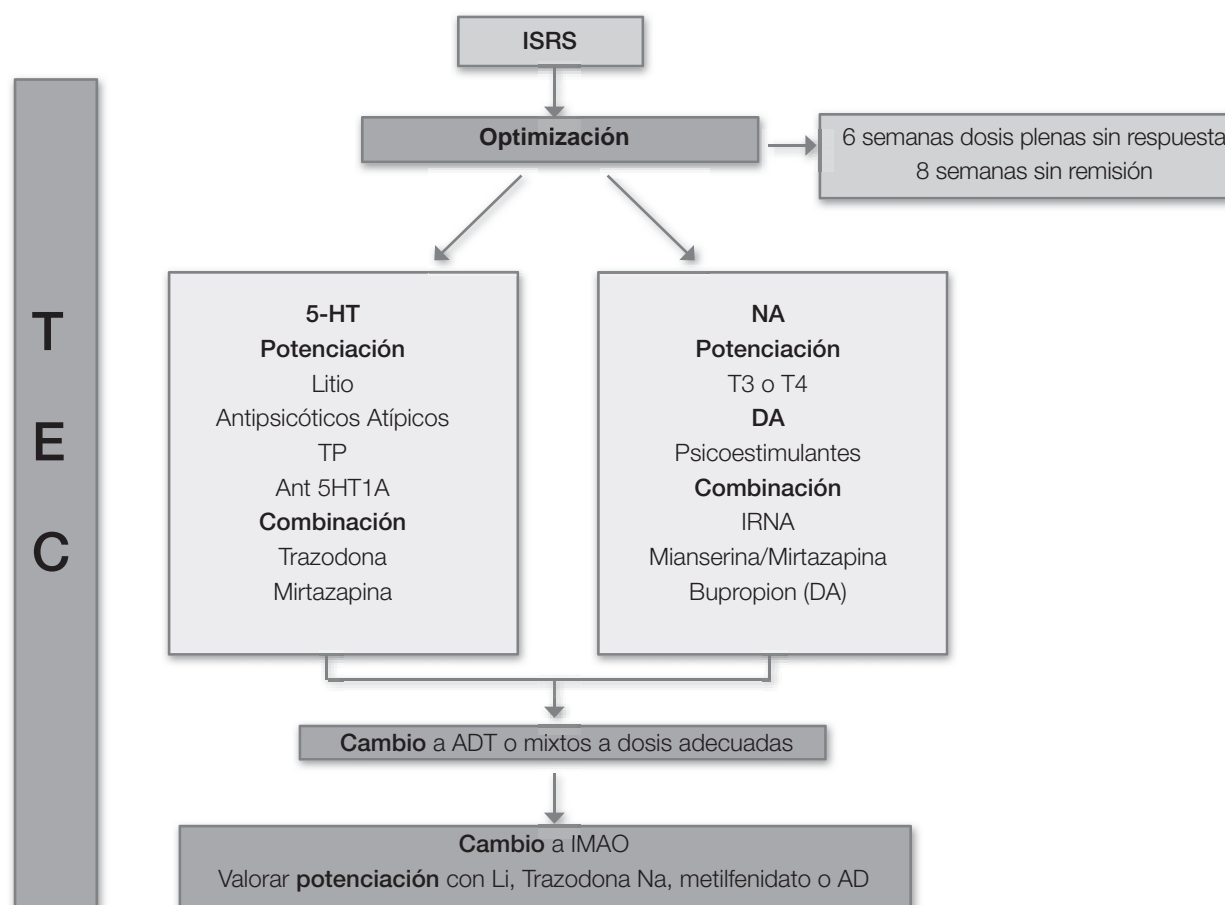 ISRS
Optimización
6 semanas dosis plenas sin respuesta
8 semanas sin remisión
T
E
C
5-HT
Potenciación
Litio
Antipsicóticos Atípicos
TP
Ant 5HT1A
Combinación
Trazodona
Mirtazapina
NA
Potenciación
T3 o T4
DA
Psicoestimulantes
Combinación
IRNA
Mianserina/Mirtazapina
Bupropion (DA)
Cambio a ADT o mixtos a dosis adecuadas
Cambio a IMAO
Valorar potenciación con Li, Trazodona Na, metilfenidato o AD